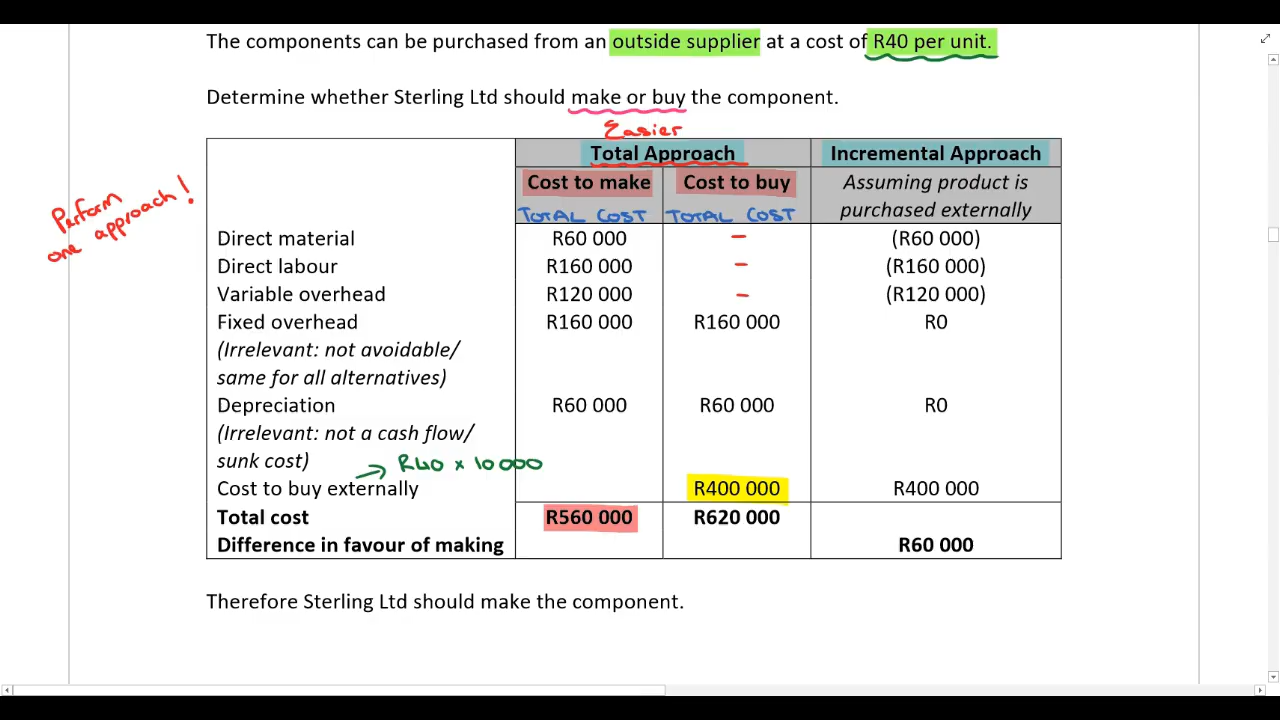 The components can be purchased from an outside supplier at a cost of R40 per unit.
Determine whether Sterling Ltd should make or buy the component.
Easier
Total Approach Incremental Approach
Cost to make Cost to buy Assuming product is
TOTAL COST TOTAL COST purchased externally
Perform
one approach!
Direct material R60 000 – (R60 000)
Direct labour R160 000 – (R160 000)
Variable overhead R120 000 – (R120 000)
Fixed overhead R160 000 R160 000 R0
(Irrelevant: not avoidable/
same for all alternatives)
Depreciation R60 000 R60 000 R0
(Irrelevant: not a cash flow/
sunk cost) → R40 × 10 000
Cost to buy externally R400 000 R400 000
Total cost R560 000 R620 000
Difference in favour of making R60 000
Therefore Sterling Ltd should make the component.